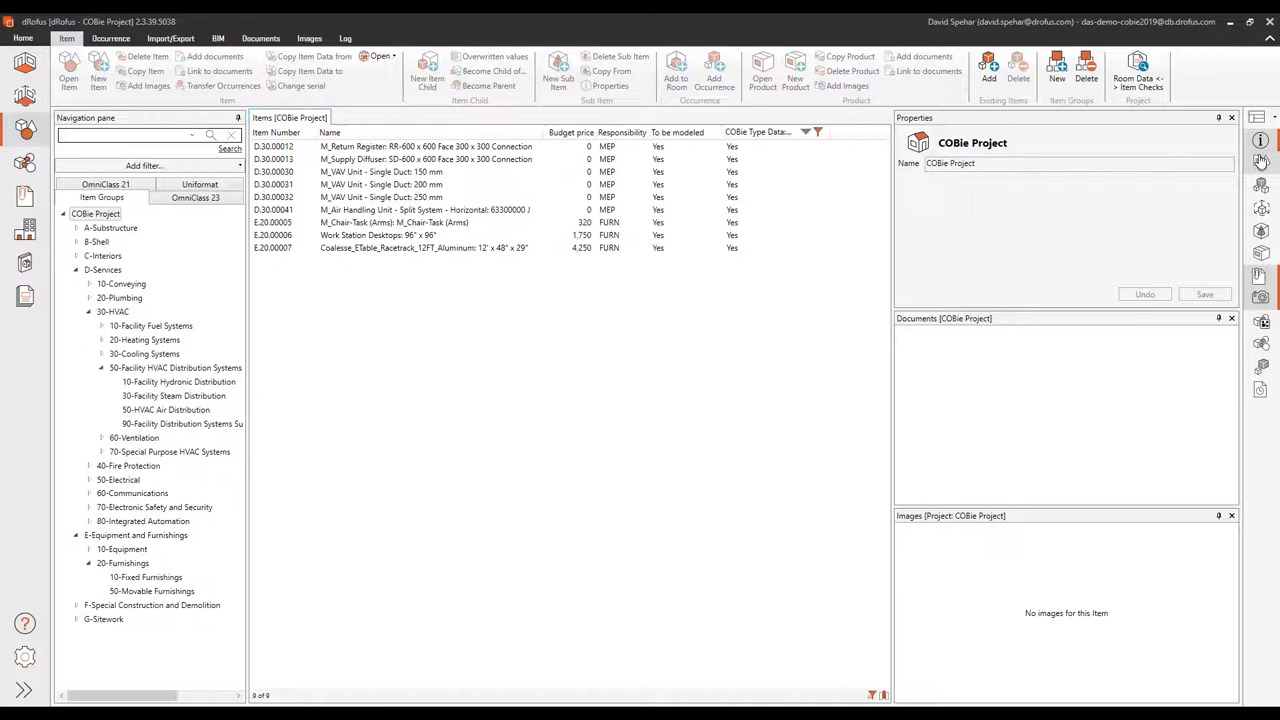 dRofus [dRofus - COBie Project] 2.3.39.5038
David Spehar (david.spehar@drofus.com) - das-demo-cobie2019@db.drofus.com
Home Item Occurrence Import/Export BIM Documents Images Log
Open Item
New Item
Delete Item
Copy Item
Add Images
Add documents
Link to documents
Transfer Occurrences
Copy Item Data from
Copy Item Data to
Change serial
Open
Item
New Item Child
Overwritten values
Become Child of...
Become Parent
Item Child
New Sub Item
Delete Sub Item
Copy From
Properties
Sub Item
Add to Room
Add Occurrence
Occurrence
Open Product
New Product
Copy Product
Delete Product
Add Images
Add documents
Link to documents
Product
Add
Delete
Existing Items
New
Delete
Item Groups
Room Data <-> Item Checks
Project
Navigation pane
Search
Add filter...
OmniClass 21 Uniformat
Item Groups OmniClass 23
COBie Project
A-Substructure
B-Shell
C-Interiors
D-Services
10-Conveying
20-Plumbing
30-HVAC
10-Facility Fuel Systems
20-Heating Systems
30-Cooling Systems
50-Facility HVAC Distribution Systems
10-Facility Hydronic Distribution
30-Facility Steam Distribution
50-HVAC Air Distribution
90-Facility Distribution Systems Su
60-Ventilation
70-Special Purpose HVAC Systems
40-Fire Protection
50-Electrical
60-Communications
70-Electronic Safety and Security
80-Integrated Automation
E-Equipment and Furnishings
10-Equipment
20-Furnishings
10-Fixed Furnishings
50-Movable Furnishings
F-Special Construction and Demolition
G-Sitework
Items [COBie Project]
Item Number Name Budget price Responsibility To be modeled COBie Type Data:...
D.30.00012 M_Return Register: RR-600 x 600 Face 300 x 300 Connection MEP Yes Yes
D.30.00013 M_Supply Diffuser: SD-600 x 600 Face 300 x 300 Connection MEP Yes Yes
D.30.00030 M_VAV Unit - Single Duct: 150 mm MEP Yes Yes
D.30.00031 M_VAV Unit - Single Duct: 200 mm MEP Yes Yes
D.30.00032 M_VAV Unit - Single Duct: 250 mm MEP Yes Yes
D.30.00041 M_Air Handling Unit - Split System - Horizontal: 63300000 J MEP Yes Yes
E.20.00005 M_Chair-Task (Arms): M_Chair-Task (Arms) 320 FURN Yes Yes
E.20.00006 Work Station Desktops: 96" x 96" 1,750 FURN Yes Yes
E.20.00007 Coalesse_ETable_Racetrack_12FT_Aluminum: 12' x 48" x 29" 4,250 FURN Yes Yes
9 of 9
Properties
COBie Project
Name COBie Project
Undo Save
Documents [COBie Project]
Images [Project: COBie Project]
No images for this Item